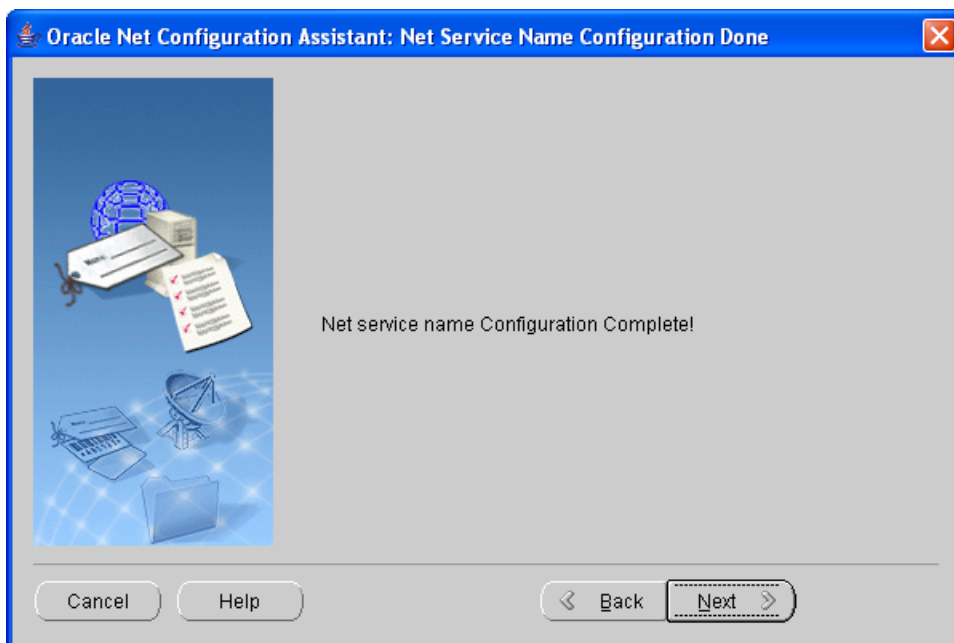 Oracle Net Configuration Assistant: Net Service Name Configuration Done
Net service name Configuration Complete!
Cancel
Help
Back
Next